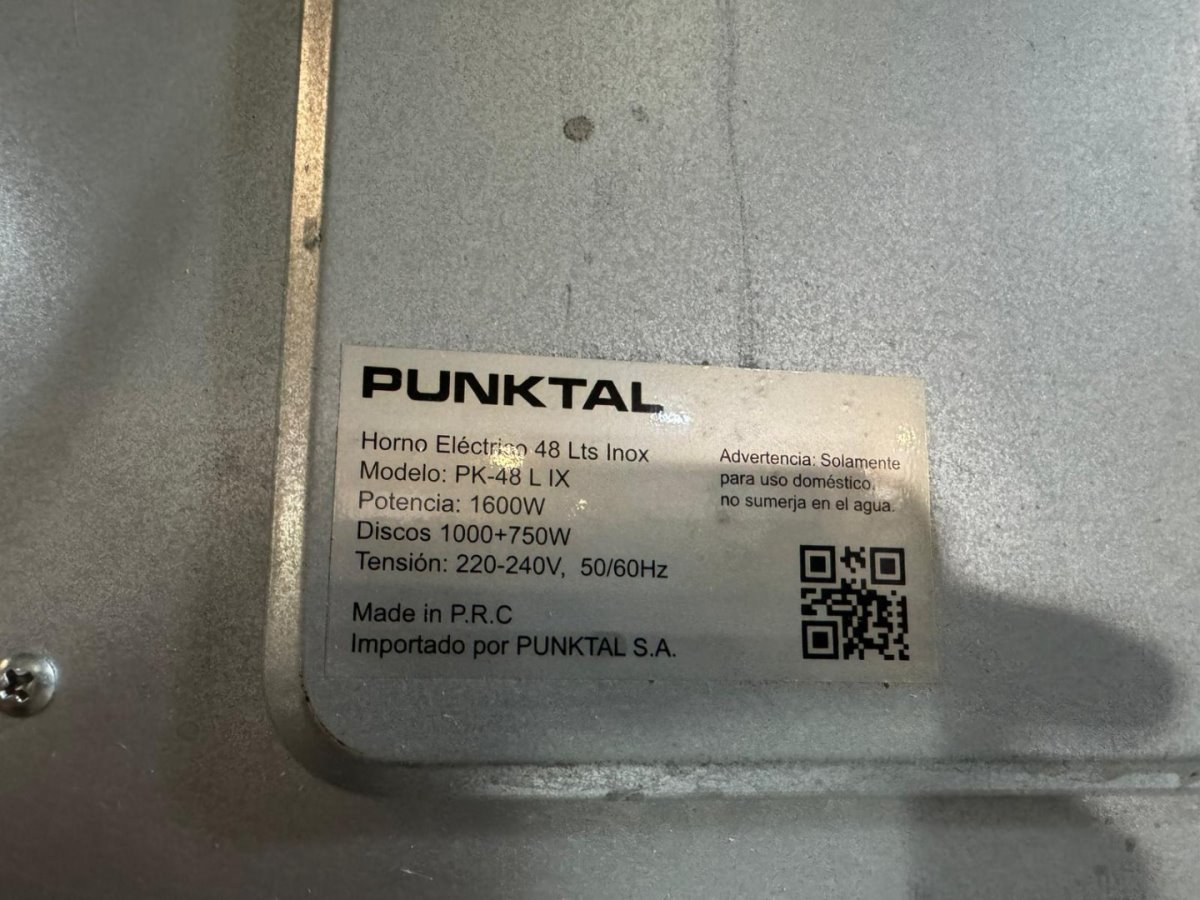 PUNKTAL
Horno Eléctrico 48 Lts Inox
Modelo: PK-48 L IX
Potencia: 1600W
Discos 1000+750W
Tensión: 220-240V, 50/60Hz
Made in P.R.C
Importado por PUNKTAL S.A.
Advertencia: Solamente
para uso doméstico,
no sumerja en el agua.